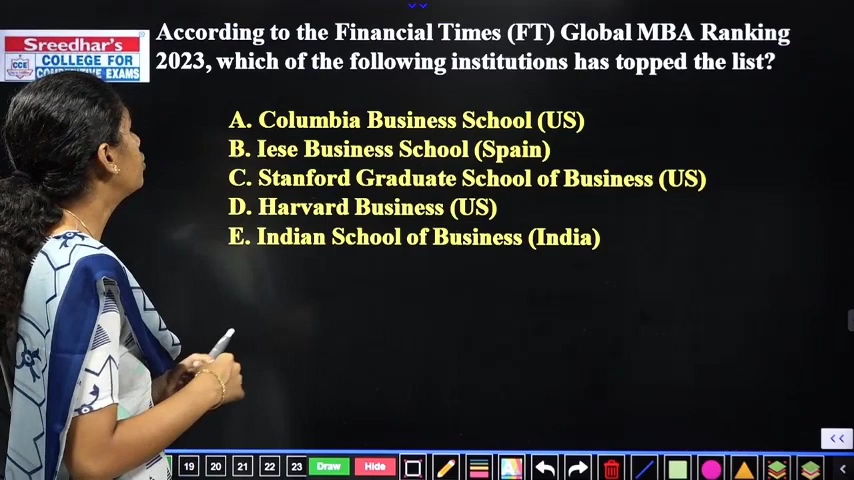 According to the Financial Times (FT) Global MBA Ranking
2023, which of the following institutions has topped the list?
Sreedhar's
CCE
COLLEGE FOR
COMPETITIVE EXAMS
A. Columbia Business School (US)
B. Iese Business School (Spain)
C. Stanford Graduate School of Business (US)
D. Harvard Business (US)
E. Indian School of Business (India)
<<
19 20 21 22 23 Draw Hide A <